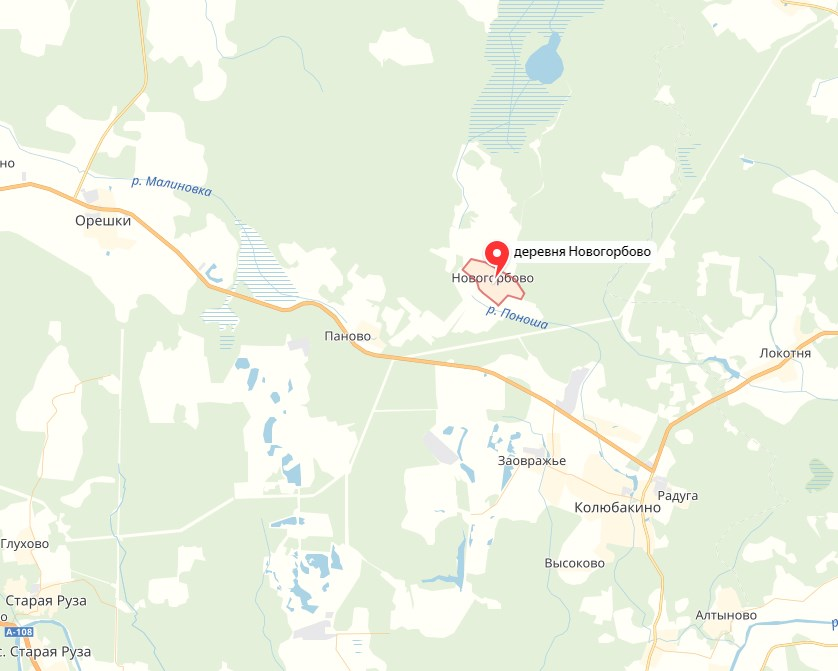 но
р. Малиновка
Орешки
деревня Новогорбово
Новогорбово
р. Поноша
Паново
Локотня
Заовражье
Радуга
Колюбакино
Глухово
Высоково
Старая Руза
о
Алтыново
р
А-108
с. Старая Руза